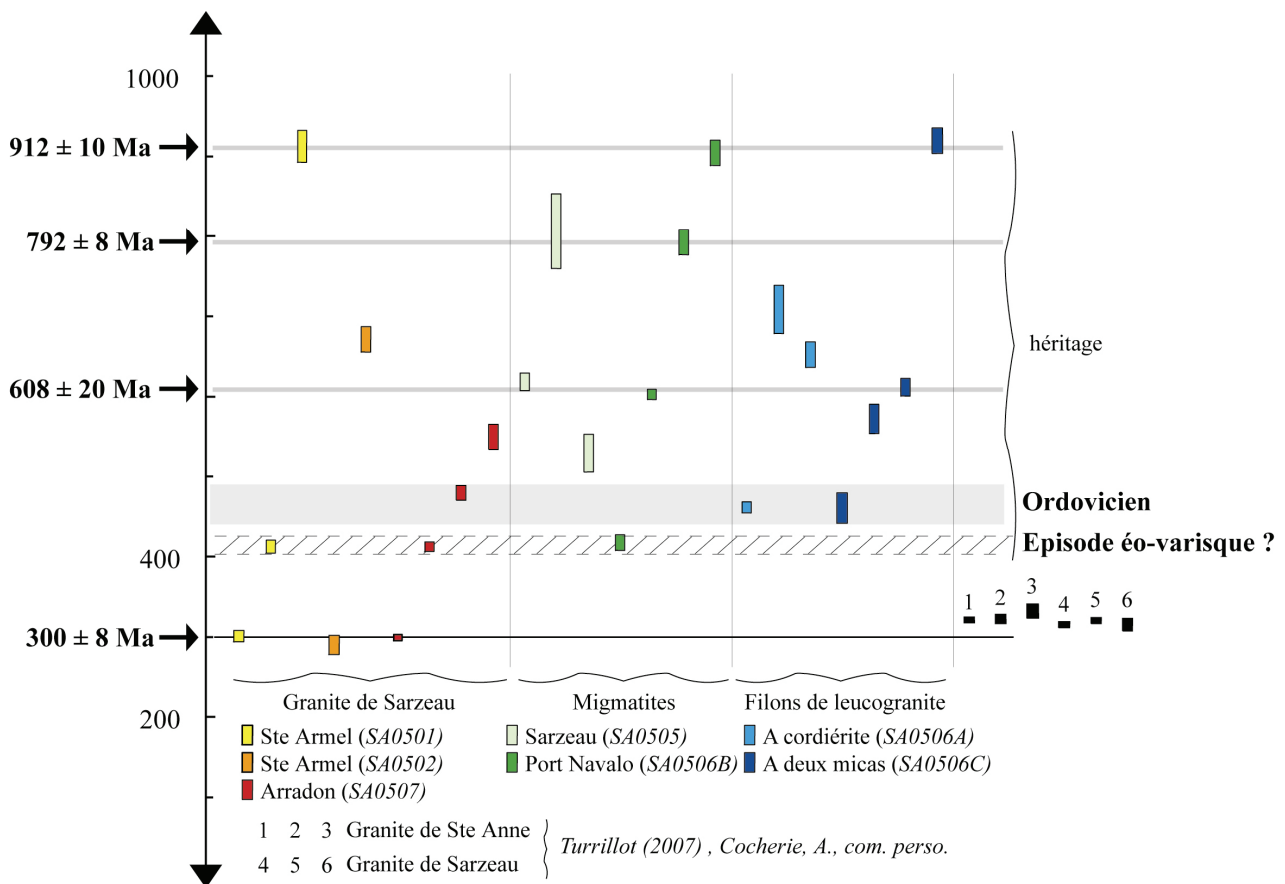 1000
912 ± 10 Ma
792 ± 8 Ma
héritage
608 ± 20 Ma
Ordovicien
Episode éo-varisque ?
400
1 2 3 4 5 6
300 ± 8 Ma
Granite de Sarzeau Migmatites Filons de leucogranite
200
Ste Armel (SA0501) Sarzeau (SA0505) A cordiérite (SA0506A)
Ste Armel (SA0502) Port Navalo (SA0506B) A deux micas (SA0506C)
Arradon (SA0507)
1 2 3 Granite de Ste Anne
4 5 6 Granite de Sarzeau
Turrillot (2007) , Cocherie, A., com. perso.